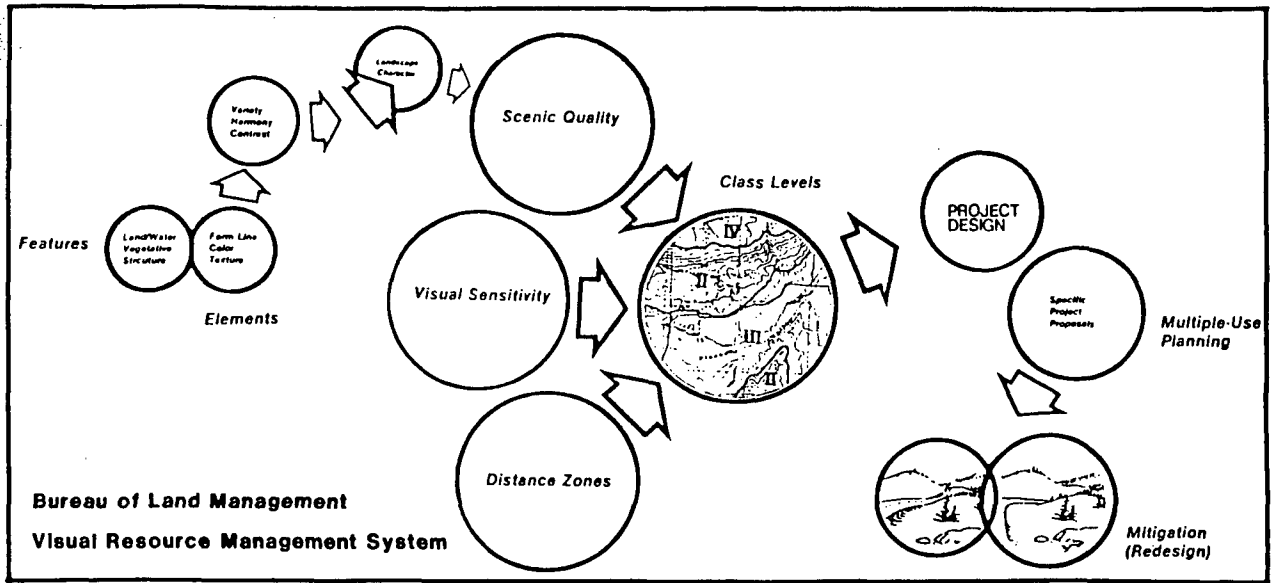 Landscape
Character
Variety
Harmony
Contrast
Scenic Quality
Class Levels
PROJECT
DESIGN
Features
Land/Water
Vegetative
Structure
Form Line
Color
Texture
Elements
Visual Sensitivity
IV
II
III
II
Specific
Project
Proposals
Multiple-Use
Planning
Distance Zones
Bureau of Land Management
Visual Resource Management System
Mitigation
(Redesign)